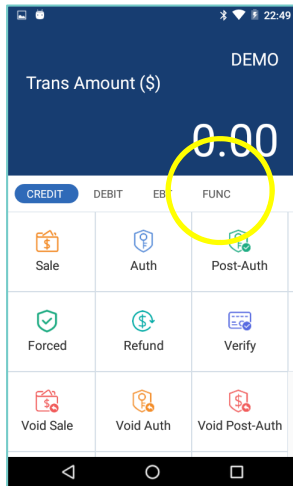 22:49
DEMO
Trans Amount ($)
0.00
CREDIT DEBIT EBT FUNC
Sale Auth Post-Auth
Forced Refund Verify
Void Sale Void Auth Void Post-Auth